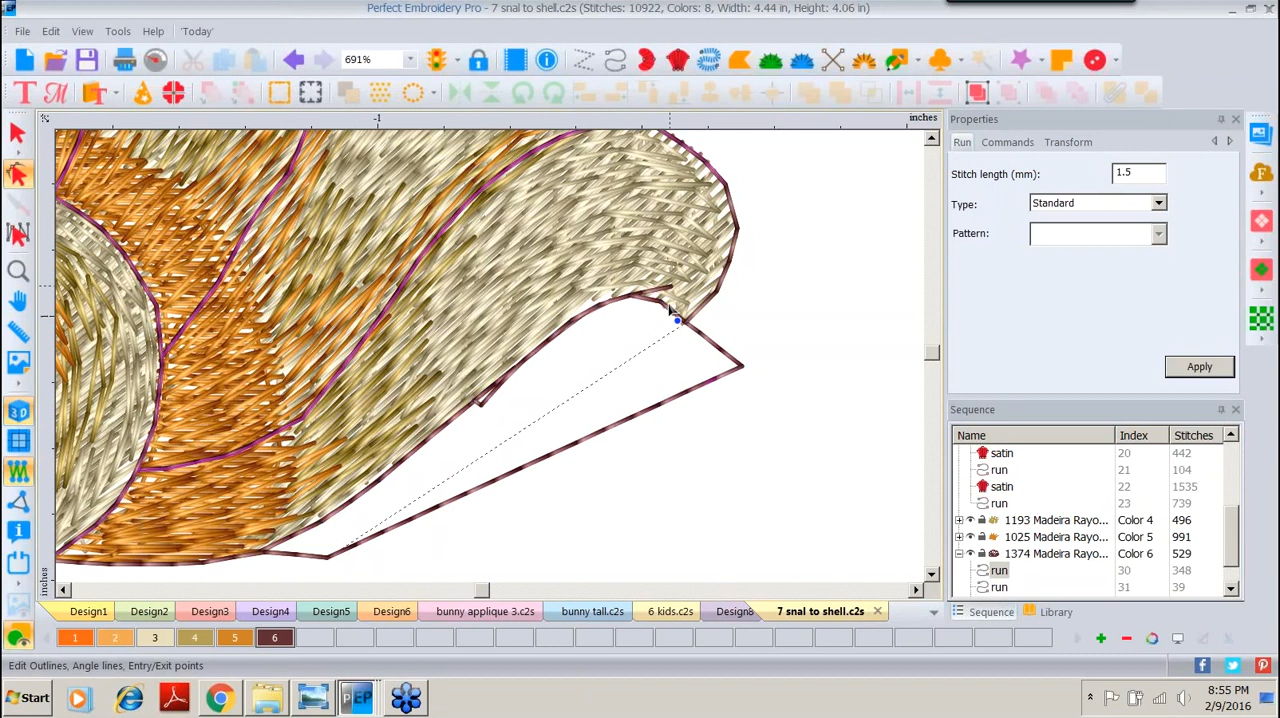 Perfect Embroidery Pro - 7 snal to shell.c2s (Stitches: 10922, Colors: 8, Width: 4.44 in, Height: 4.06 in)
File Edit View Tools Help 'Today'
691%
-1 inches
Properties
Run Commands Transform
Stitch length (mm): 1.5
Type: Standard
Pattern:
Apply
Sequence
Name Index Stitches
satin 20 442
run 21 104
satin 22 1535
run 23 739
1193 Madeira Rayo... Color 4 496
1025 Madeira Rayo... Color 5 991
1374 Madeira Rayo... Color 6 529
run 30 348
run 31 39
1
inches
Design1 Design2 Design3 Design4 Design5 Design6 bunny applique 3.c2s bunny tall.c2s 6 kids.c2s Design8 7 snal to shell.c2s
Sequence Library
1 2 3 4 5 6
Edit Outlines, Angle lines, Entry/Exit points
Start
8:55 PM
2/9/2016